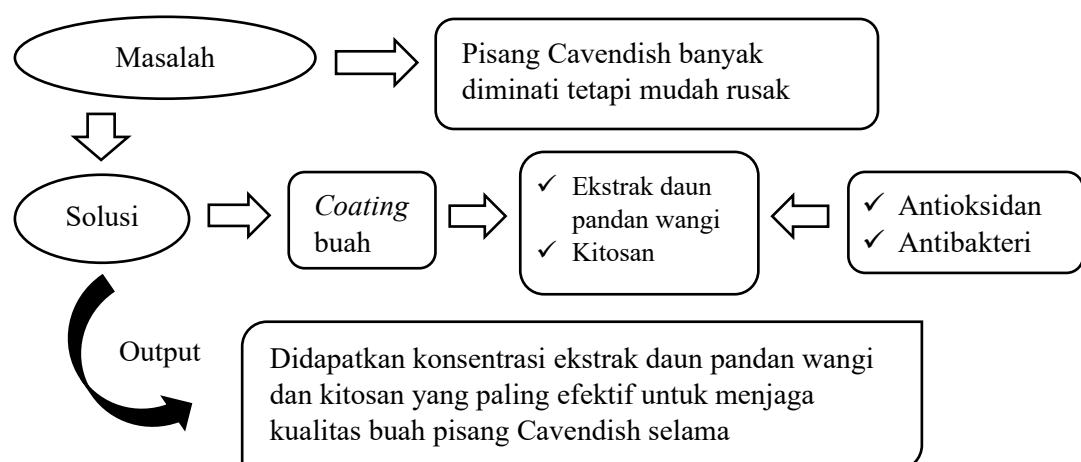 Masalah
Pisang Cavendish banyak
diminati tetapi mudah rusak
Solusi
Coating
buah
✓ Ekstrak daun
pandan wangi
✓ Kitosan
✓ Antioksidan
✓ Antibakteri
Output
Didapatkan konsentrasi ekstrak daun pandan wangi
dan kitosan yang paling efektif untuk menjaga
kualitas buah pisang Cavendish selama